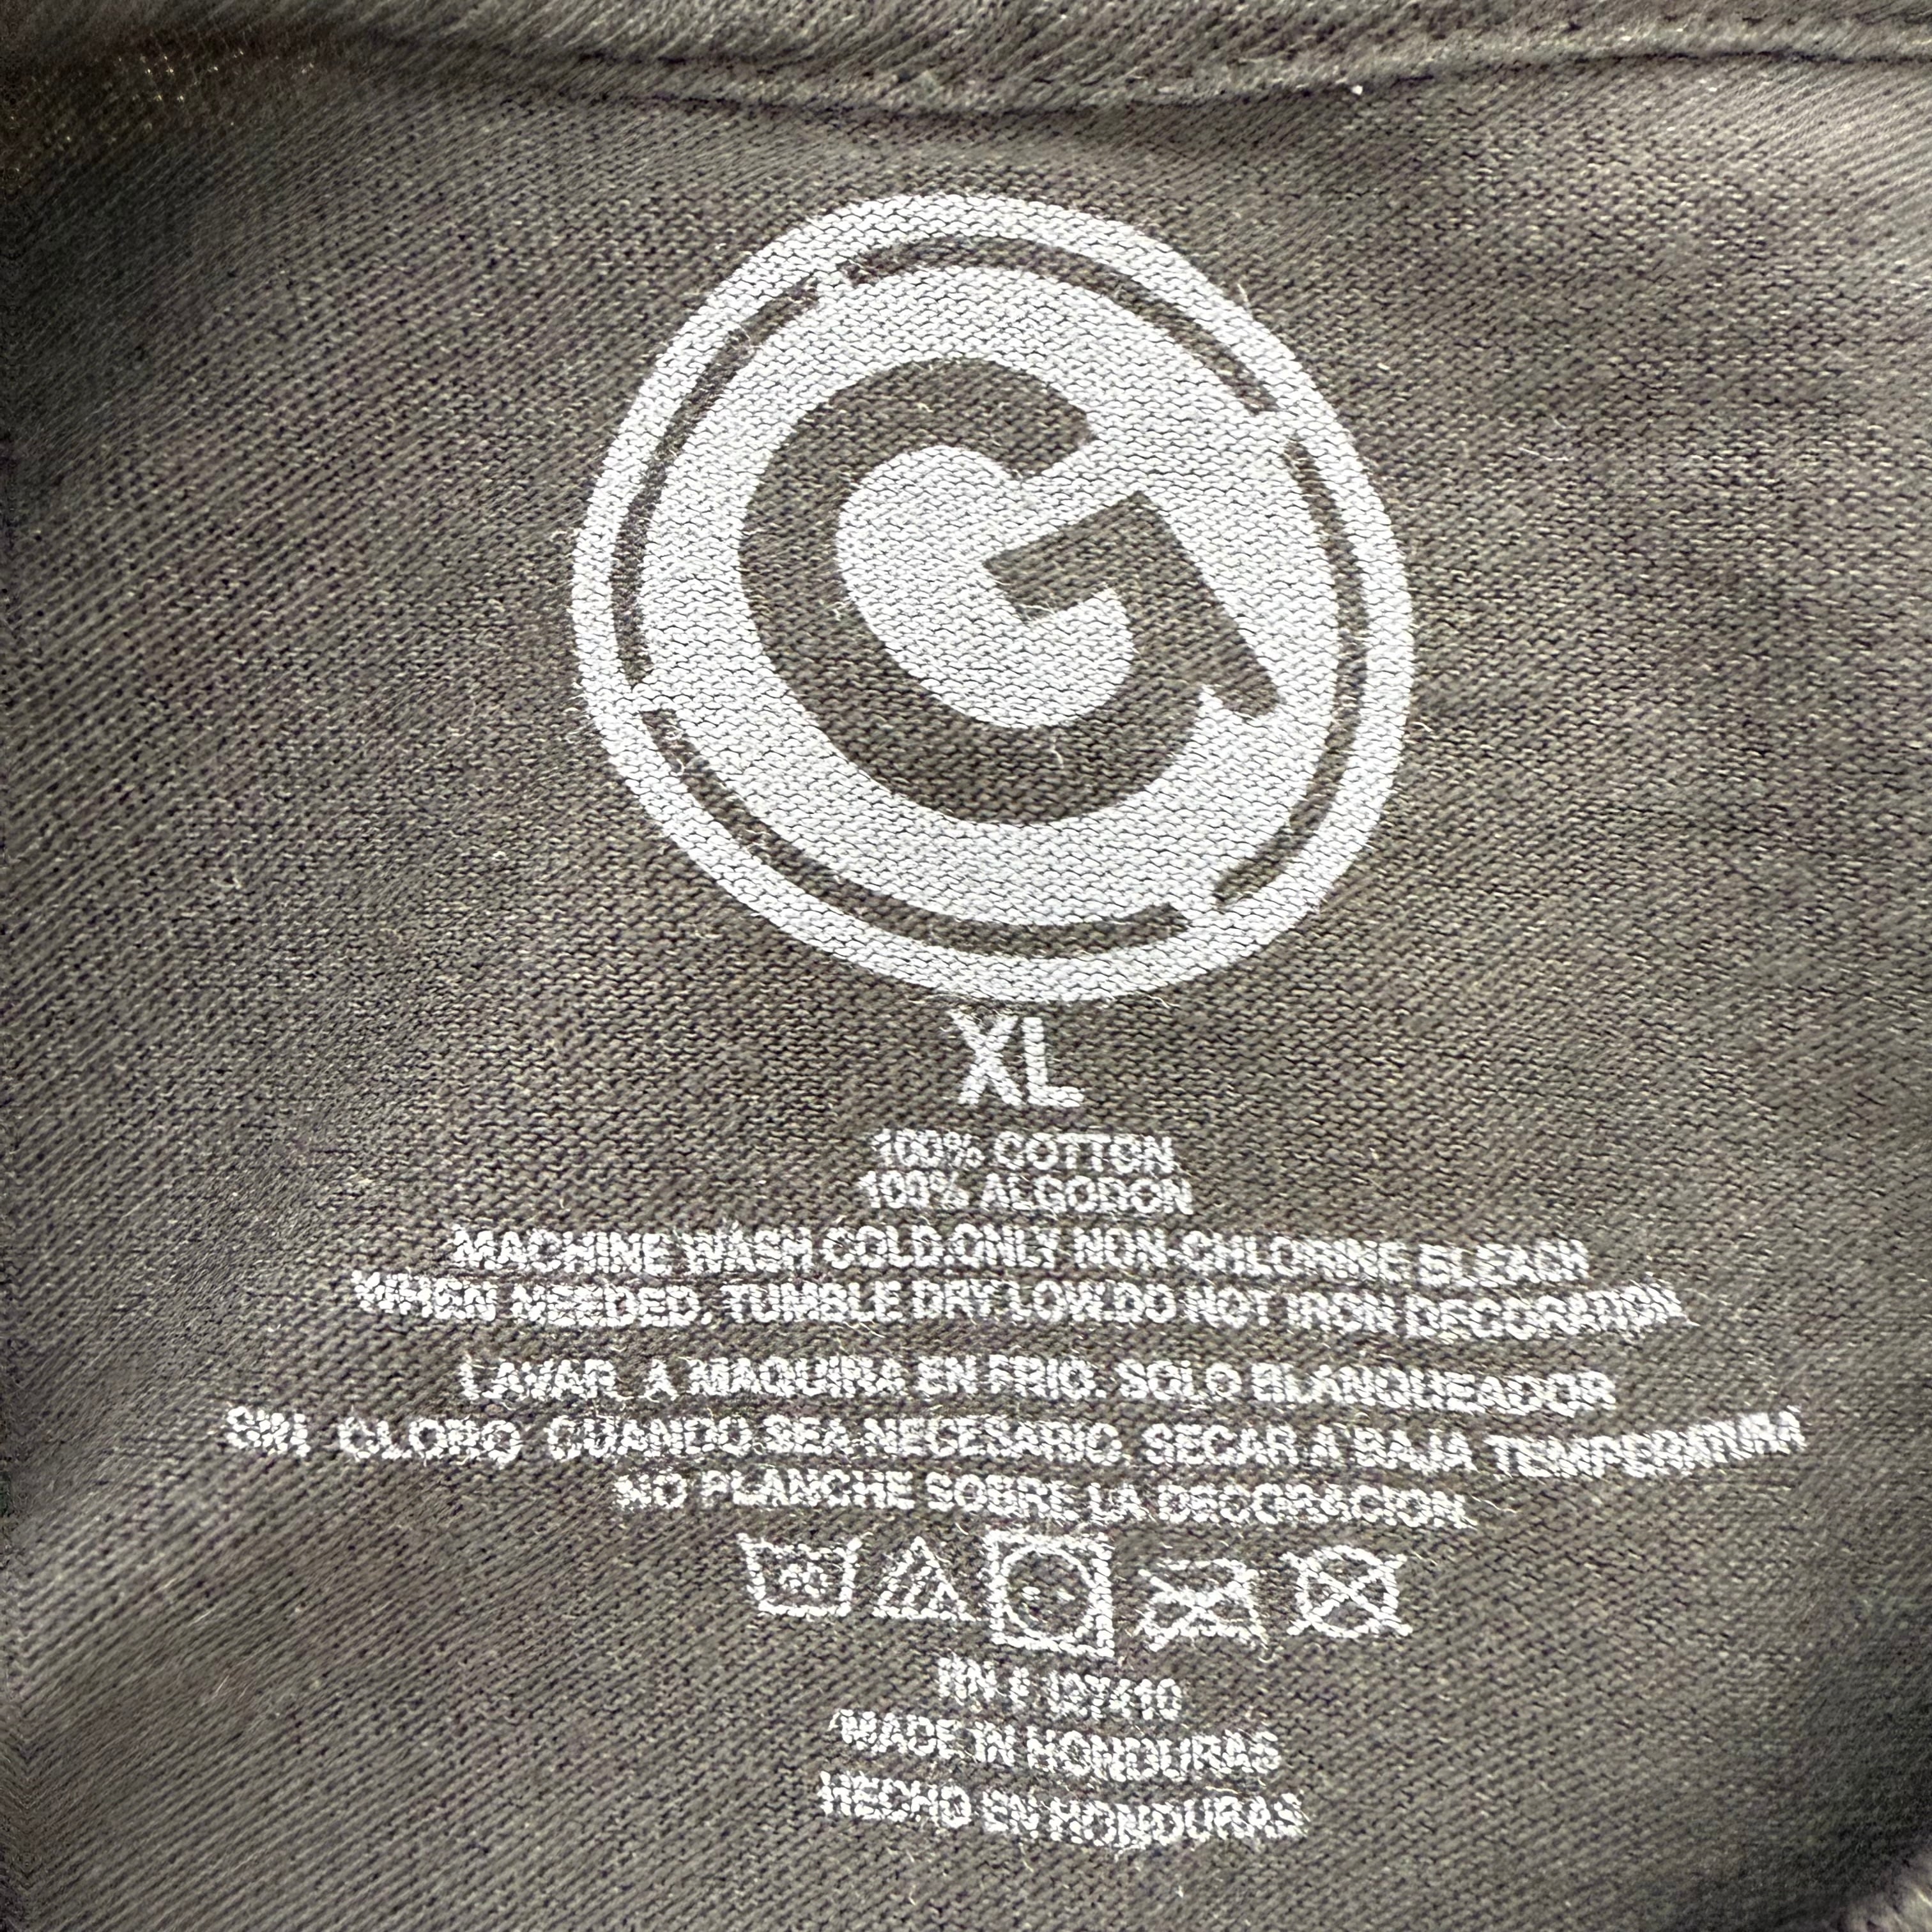 G
XL
100% COTTON
100% ALGODON
MACHINE WASH COLD.ONLY NON-CHLORINE BLEACH
WHEN NEEDED. TUMBLE DRY LOW.DO NOT IRON DECORATION
LAVAR A MAQUINA EN FRIO. SOLO BLANQUEADOR
SIN CLORO CUANDO SEA NECESARIO. SECAR A BAJA TEMPERATURA
NO PLANCHE SOBRE LA DECORACION.
RN#
MADE IN HONDURAS
HECHO EN HONDURAS